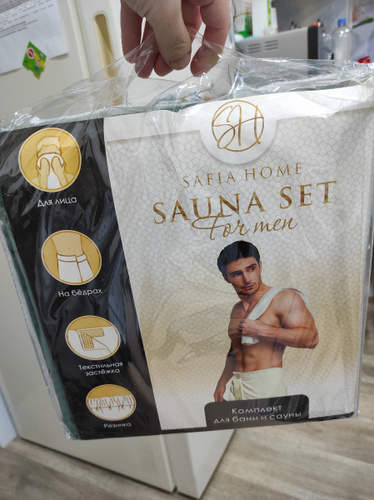 SH
SAFIA HOME
SAUNA SET
For men
Для лица
На бёдрах
Текстильная
застёжка
Резинка
Комплект
для бани и сауны